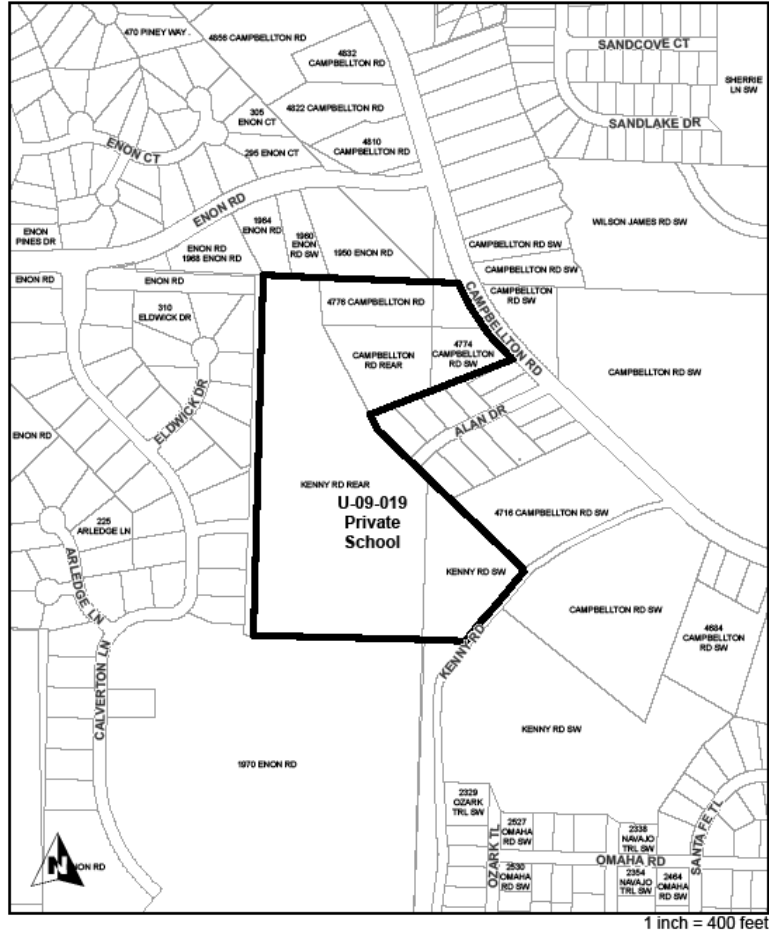 470 PINEY WAY
4856 CAMPBELLTON RD
4832
CAMPBELLTON RD
SANDCOVE CT
SHERRIE
LN SW
305
ENON CT
4822 CAMPBELLTON RD
SANDLAKE DR
4810
CAMPBELLTON RD
ENON CT
295 ENON CT
ENON RD
ENON
PINES DR
1964
ENON RD
1960
ENON
RD SW
WILSON JAMES RD SW
ENON RD
1968 ENON RD
1950 ENON RD
CAMPBELLTON RD SW
CAMPBELLTON RD SW
ENON RD
ENON RD
CAMPBELLTON
RD SW
310
ELDWICK DR
4776 CAMPBELLTON RD
CAMPBELLTON RD
CAMPBELLTON
RD REAR
4774
CAMPBELLTON
RD SW
CAMPBELLTON RD SW
ELDWICK DR
ALAN DR
ENON RD
KENNY RD REAR
U-09-019
Private
School
4716 CAMPBELLTON RD SW
225
ARLEDGE LN
ARLEDGE LN
KENNY RD SW
CAMPBELLTON RD SW
4684
CAMPBELLTON
RD SW
KENNY RD
CALVERTON LN
KENNY RD SW
1970 ENON RD
2329
OZARK
TRL SW
2527
OMAHA
RD SW
2338
NAVAJO
TRL SW
SANTA FE TL
OZARK TL
OMAHA RD
2530
OMAHA
RD SW
2354
NAVAJO
TRL SW
2464
OMAHA
RD SW
N
ENON RD
1 inch = 400 feet